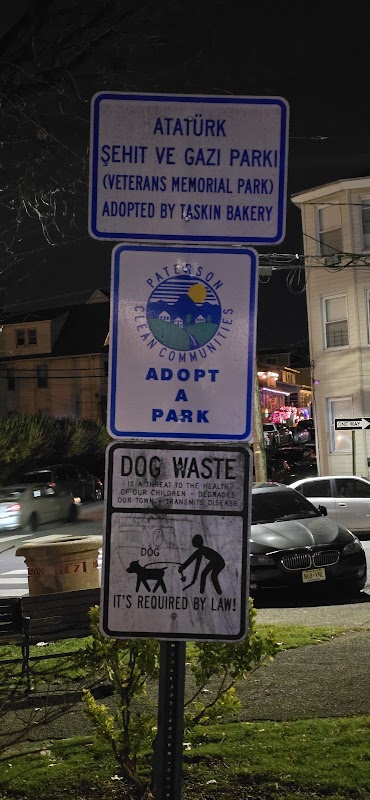 ATATÜRK
ŞEHIT VE GAZI PARKI
(VETERANS MEMORIAL PARK)
ADOPTED BY TASKIN BAKERY
PATERSON
CLEAN COMMUNITIES
ADOPT
A
PARK
DOG WASTE
IS A THREAT TO THE HEALTH
OF OUR CHILDREN - DEGRADES
OUR TOWN - TRANSMITS DISEASE
DOG
IT'S REQUIRED BY LAW!
ONE WAY